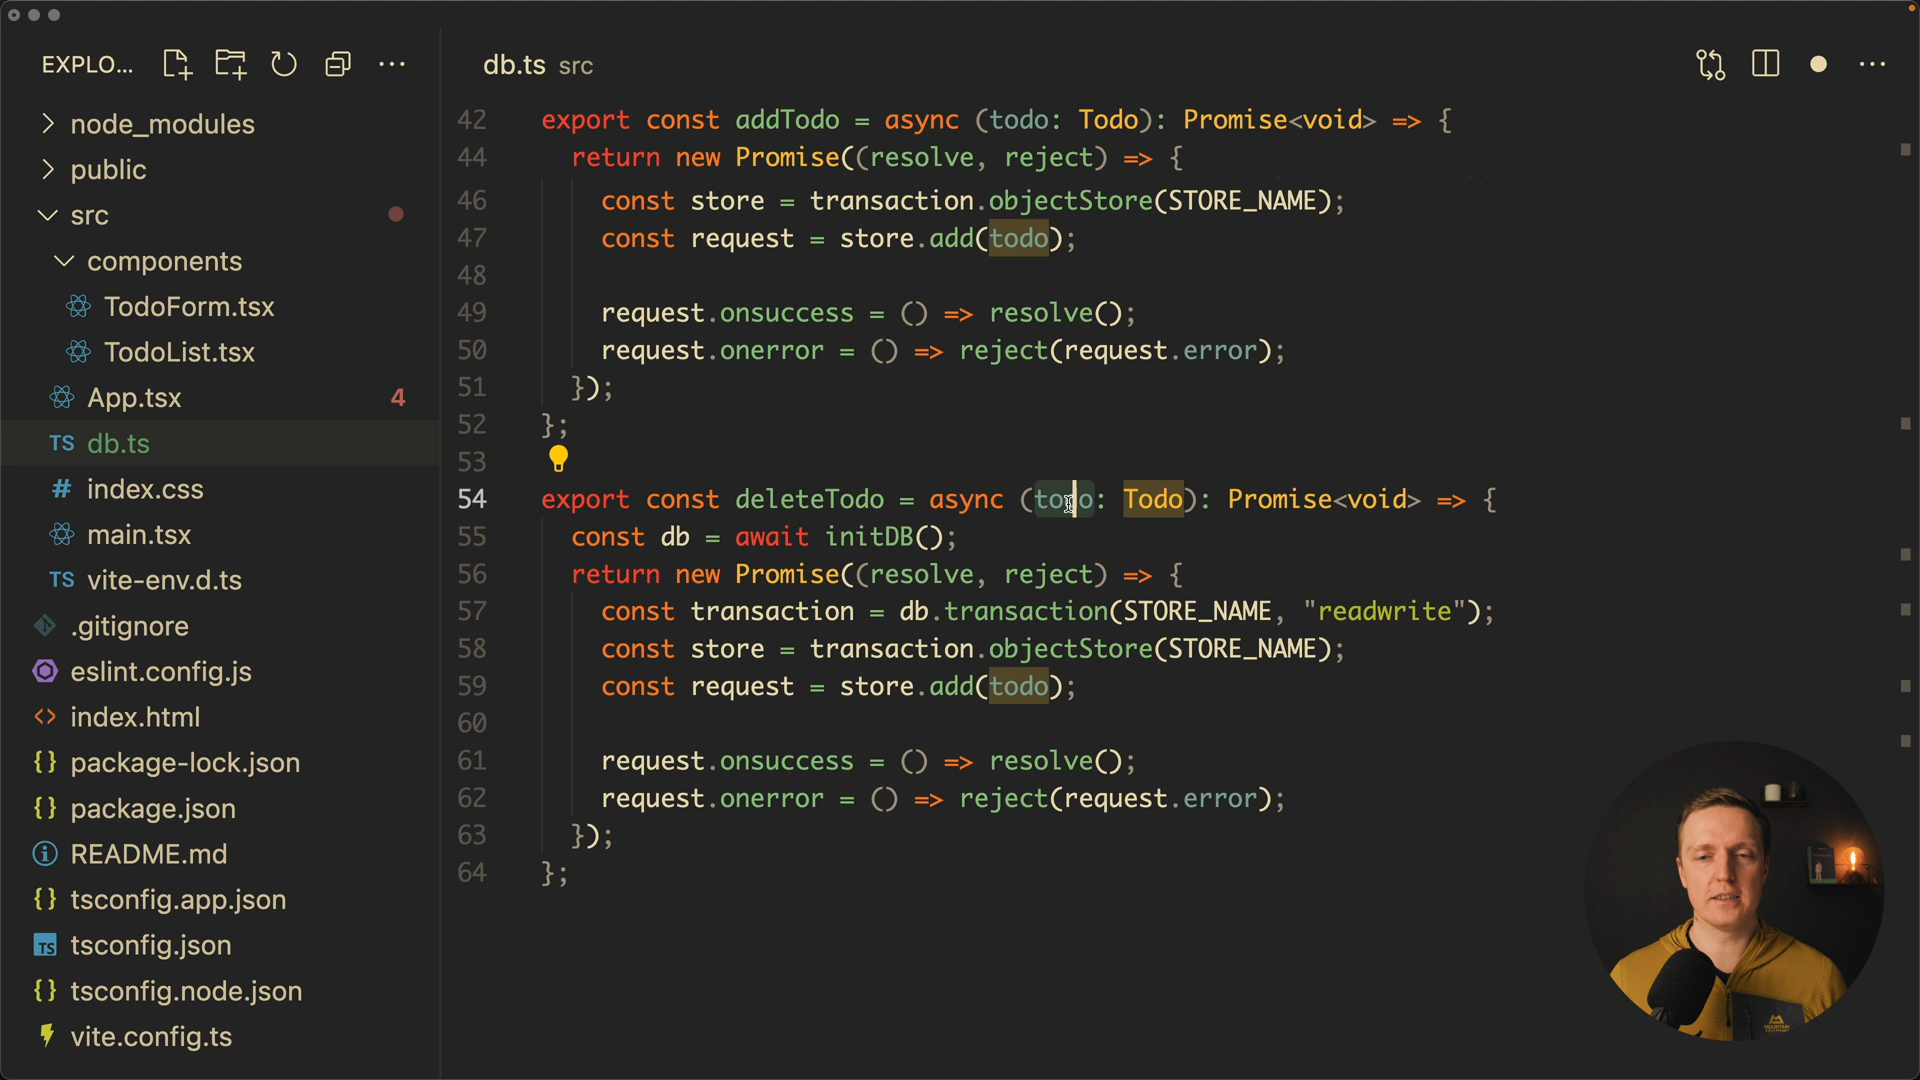 EXPLO...
node_modules
public
src
components
TodoForm.tsx
TodoList.tsx
App.tsx 4
TS db.ts
# index.css
main.tsx
TS vite-env.d.ts
.gitignore
eslint.config.js
<> index.html
{} package-lock.json
{} package.json
README.md
{} tsconfig.app.json
TS tsconfig.json
{} tsconfig.node.json
vite.config.ts
db.ts src
42 export const addTodo = async (todo: Todo): Promise<void> => {
44 return new Promise((resolve, reject) => {
46 const store = transaction.objectStore(STORE_NAME);
47 const request = store.add(todo);
48
49 request.onsuccess = () => resolve();
50 request.onerror = () => reject(request.error);
51 });
52 };
53
54 export const deleteTodo = async (todo: Todo): Promise<void> => {
55 const db = await initDB();
56 return new Promise((resolve, reject) => {
57 const transaction = db.transaction(STORE_NAME, "readwrite");
58 const store = transaction.objectStore(STORE_NAME);
59 const request = store.add(todo);
60
61 request.onsuccess = () => resolve();
62 request.onerror = () => reject(request.error);
63 });
64 };